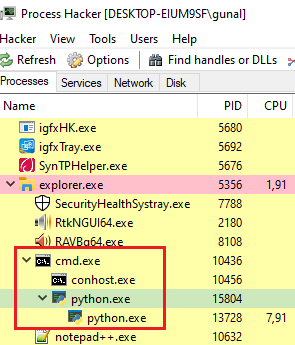 Process Hacker [DESKTOP-EIUM9SF\gunal]
Hacker View Tools Users Help
Refresh Options Find handles or DLLs
Processes Services Network Disk
Name PID CPU
igfxHK.exe 5680
igfxTray.exe 5692
SynTPHelper.exe 5676
explorer.exe 5356 1,91
SecurityHealthSystray.exe 7788
RtkNGUI64.exe 2180
RAVBg64.exe 8108
cmd.exe 10436
conhost.exe 10456
python.exe 15804
python.exe 13728 7,91
notepad++.exe 10632